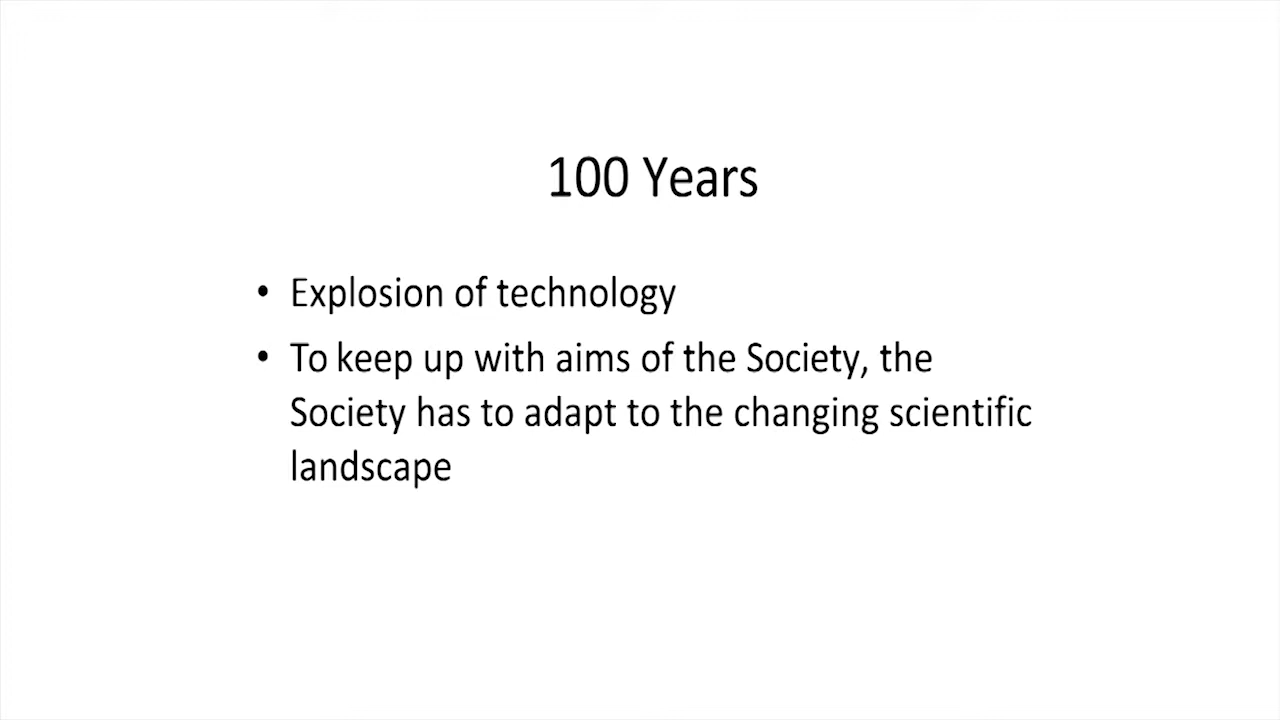 100 Years
• Explosion of technology
• To keep up with aims of the Society, the
Society has to adapt to the changing scientific
landscape